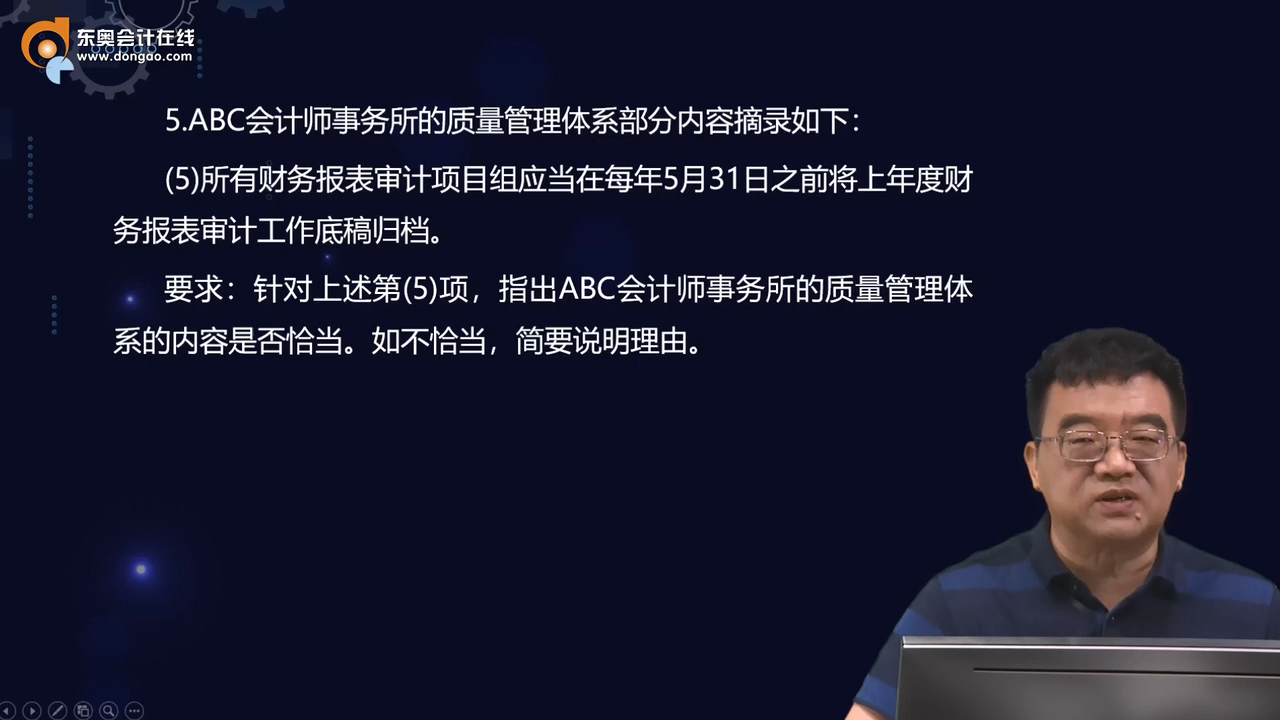 东奥会计在线
www.dongao.com
5.ABC会计师事务所的质量管理体系部分内容摘录如下：
(5)所有财务报表审计项目组应当在每年5月31日之前将上年度财
务报表审计工作底稿归档。
要求：针对上述第(5)项，指出ABC会计师事务所的质量管理体
系的内容是否恰当。如不恰当，简要说明理由。